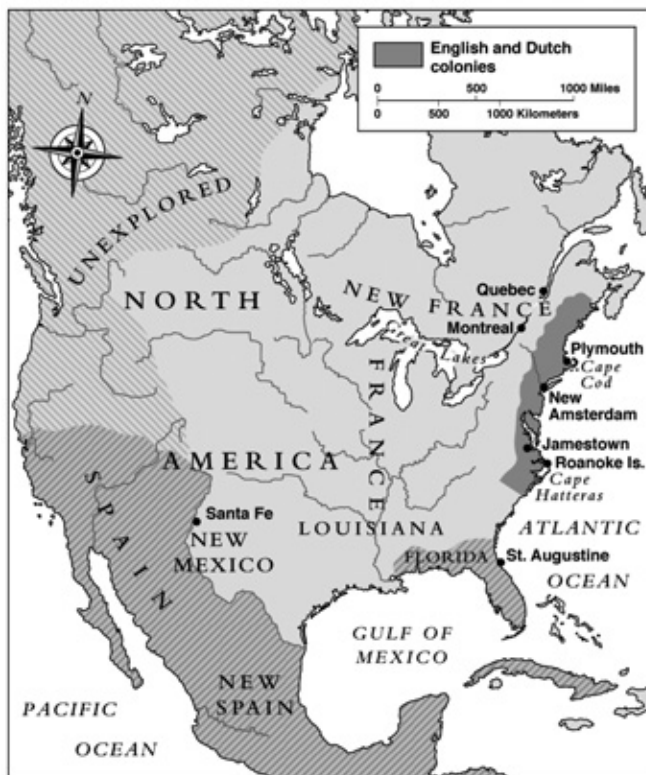 English and Dutch
colonies
0 500 1000 Miles
0 500 1000 Kilometers
N
UNEXPLORED
NORTH
AMERICA
NEW FRANCE
Quebec
Montreal
Great Lakes
FRANCE
Plymouth
Cape
Cod
New
Amsterdam
Jamestown
Roanoke Is.
Cape
Hatteras
SPAIN
Santa Fe
NEW
MEXICO
LOUISIANA
FLORIDA
St. Augustine
ATLANTIC
OCEAN
GULF OF
MEXICO
NEW
SPAIN
PACIFIC
OCEAN